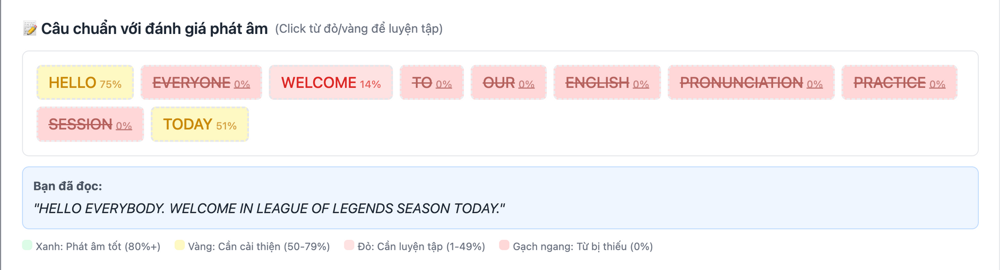 📝 Câu chuẩn với đánh giá phát âm (Click từ đỏ/vàng để luyện tập)
HELLO 75% EVERYONE 0% WELCOME 14% TO 0% OUR 0% ENGLISH 0% PRONUNCIATION 0% PRACTICE 0%
SESSION 0% TODAY 51%
Bạn đã đọc:
"HELLO EVERYBODY. WELCOME IN LEAGUE OF LEGENDS SEASON TODAY."
Xanh: Phát âm tốt (80%+) Vàng: Cần cải thiện (50-79%) Đỏ: Cần luyện tập (1-49%) Gạch ngang: Từ bị thiếu (0%)